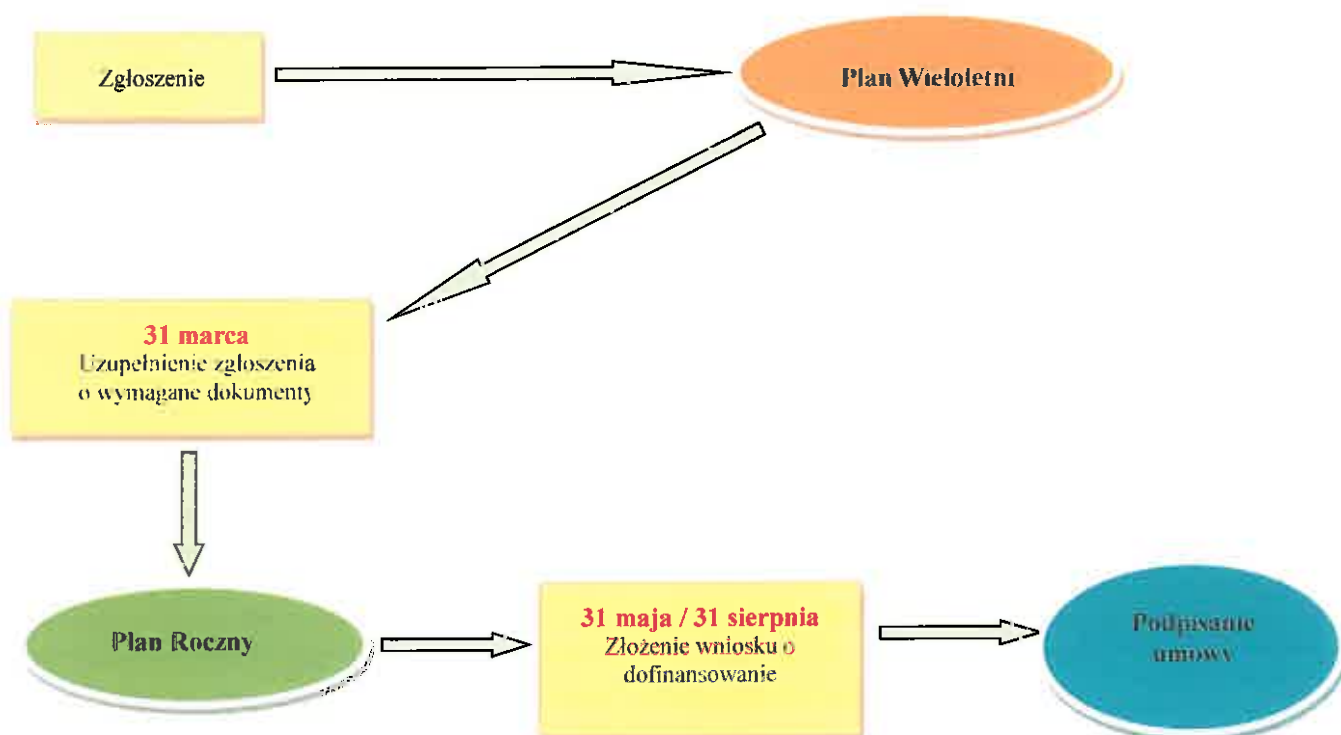 Zgłoszenie
Plan Wieloletni
31 marca
Uzupełnienie zgłoszenia
o wymagane dokumenty
Plan Roczny
31 maja / 31 sierpnia
Złożenie wniosku o
dofinansowanie
Podpisanie
umowy